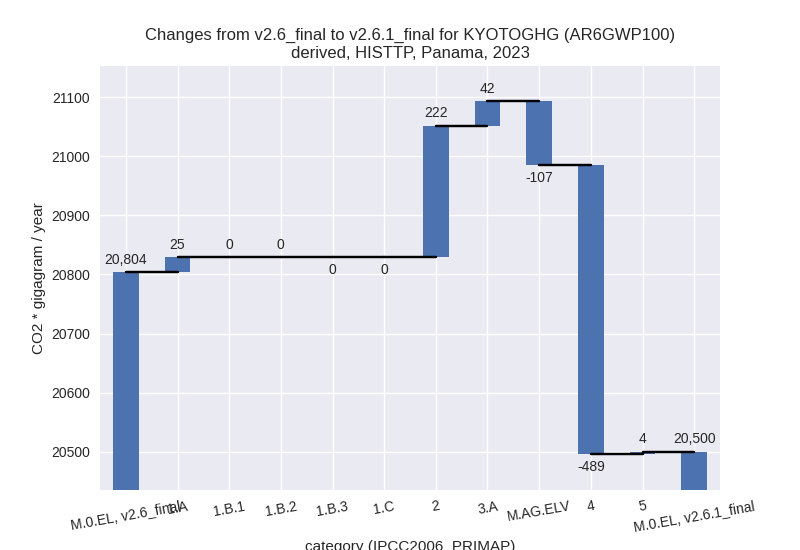 Changes from v2.6_final to v2.6.1_final for KYOTOGHG (AR6GWP100)
derived, HISTTP, Panama, 2023
CO2 * gigagram / year
21100
21000
20900
20800
20700
20600
20500
20,804
25
0
0
0
0
222
42
-107
-489
4
20,500
M.0.EL, v2.6_final
1.A
1.B.1
1.B.2
1.B.3
1.C
2
3.A
M.AG.ELV
4
5
M.0.EL, v2.6.1_final
category (IPCC2006_PRIMAP)